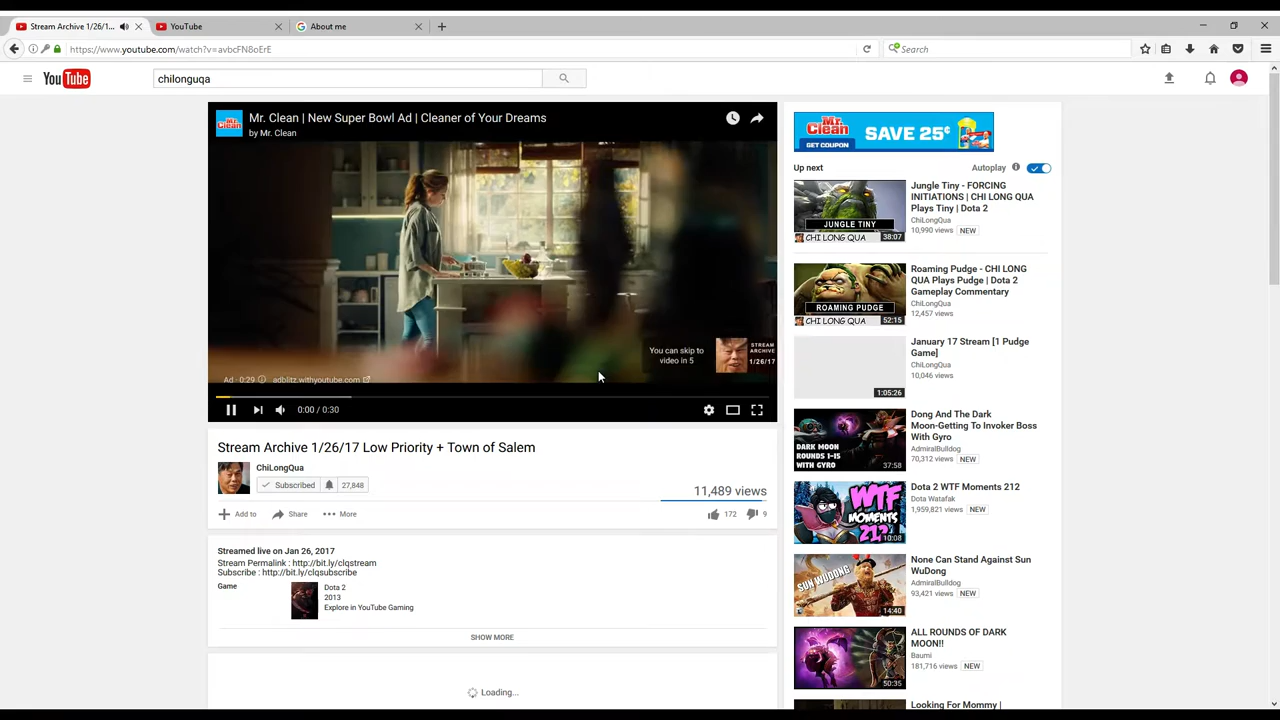 Stream Archive 1/26/1...
YouTube
About me
https://www.youtube.com/watch?v=avbcFN8oErE
Search
YouTube
chilonguqa
Mr. Clean | New Super Bowl Ad | Cleaner of Your Dreams
by Mr. Clean
You can skip to
video in 5
STREAM
ARCHIVE
1/26/17
Ad · 0:29
adblitz.withyoutube.com
0:00 / 0:30
Stream Archive 1/26/17 Low Priority + Town of Salem
ChiLongQua
Subscribed 27,848
11,489 views
Add to Share More
172 9
Streamed live on Jan 26, 2017
Stream Permalink : http://bit.ly/clqstream
Subscribe : http://bit.ly/clqsubscribe
Game
Dota 2
2013
Explore in YouTube Gaming
SHOW MORE
Loading...
Mr. Clean
GET COUPON
SAVE 25¢
Up next
Autoplay
JUNGLE TINY
CHI LONG QUA
38:07
Jungle Tiny - FORCING
INITIATIONS | CHI LONG QUA
Plays Tiny | Dota 2
ChiLongQua
10,990 views NEW
ROAMING PUDGE
CHI LONG QUA
52:15
Roaming Pudge - CHI LONG
QUA Plays Pudge | Dota 2
Gameplay Commentary
ChiLongQua
12,457 views
1:05:26
January 17 Stream [1 Pudge
Game]
ChiLongQua
10,046 views
DARK MOON
ROUNDS 1-15
WITH GYRO
37:58
Dong And The Dark
Moon-Getting To Invoker Boss
With Gyro
AdmiralBulldog
70,312 views NEW
WTF
MOMENTS
212
10:08
Dota 2 WTF Moments 212
Dota Watafak
1,959,821 views NEW
SUN WUDONG
14:40
None Can Stand Against Sun
WuDong
AdmiralBulldog
93,421 views NEW
50:35
ALL ROUNDS OF DARK
MOON!!
Baumi
181,716 views NEW
Looking For Mommy |